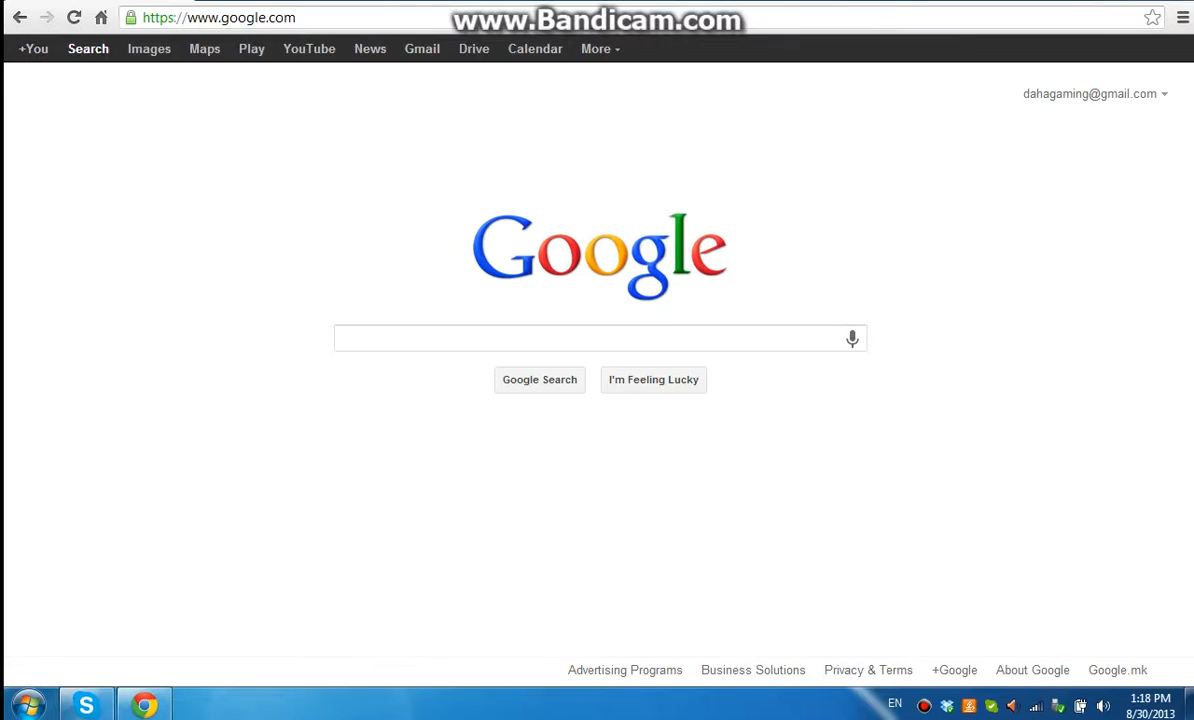 https://www.google.com
www.Bandicam.com
+You Search Images Maps Play YouTube News Gmail Drive Calendar More
dahagaming@gmail.com
Google
Google Search I'm Feeling Lucky
Advertising Programs Business Solutions Privacy & Terms +Google About Google Google.mk
EN
1:18 PM
8/30/2013